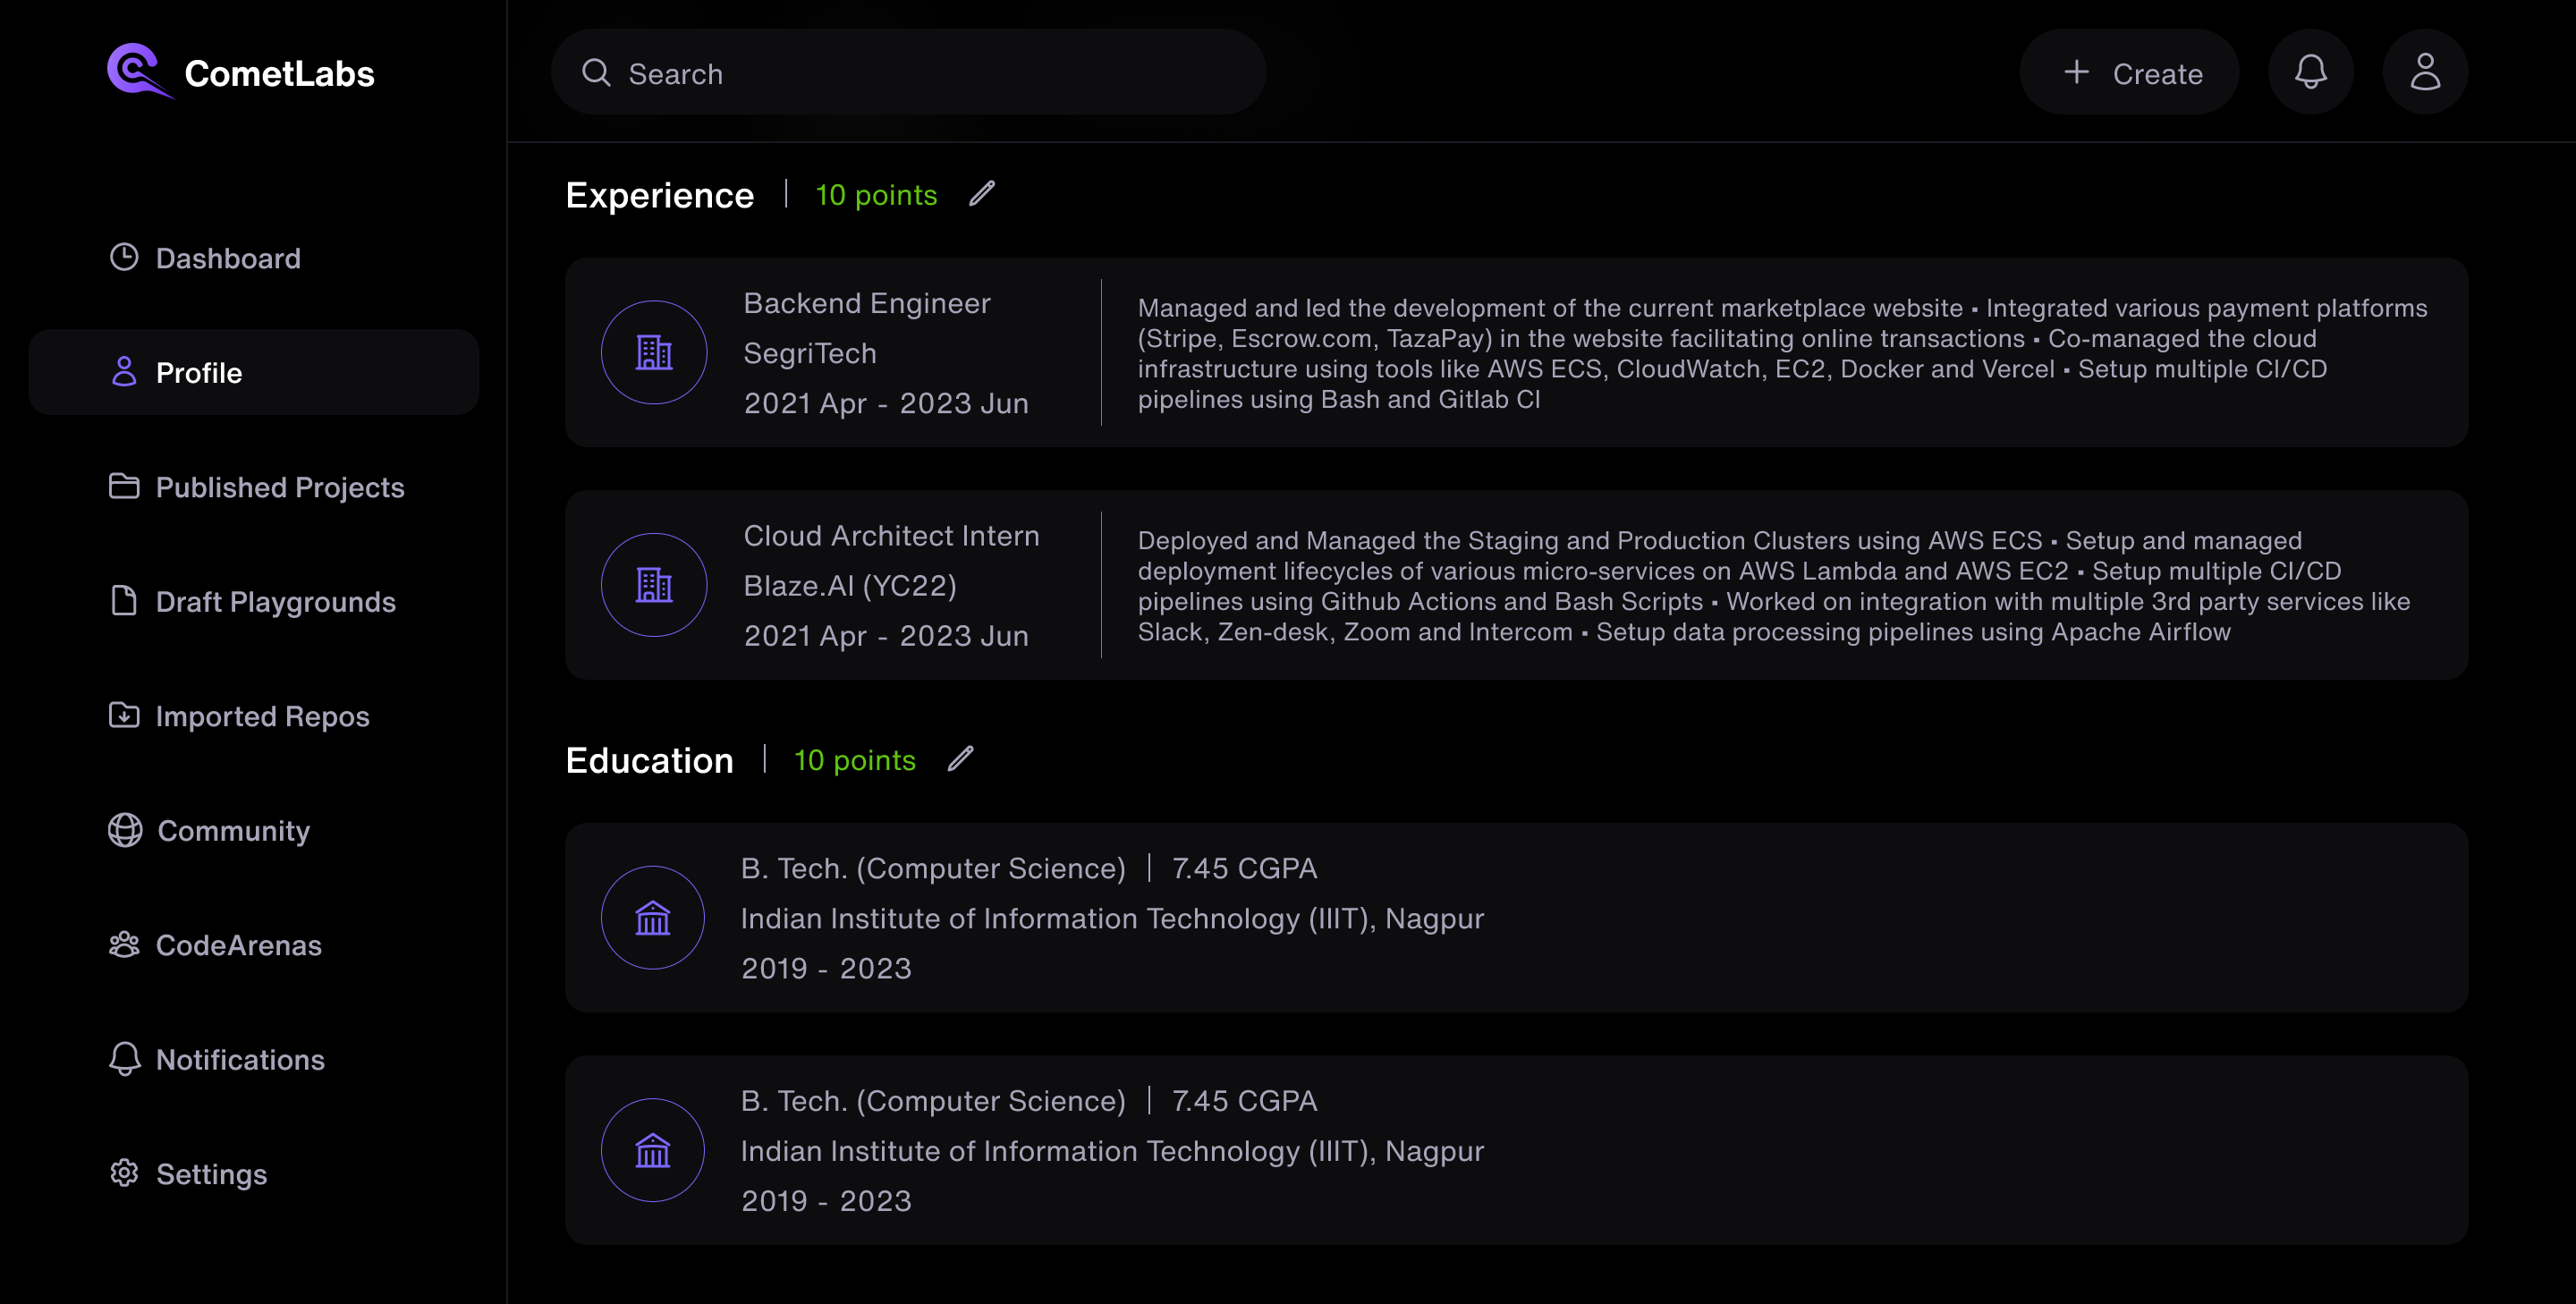 CometLabs
Search
Create
Dashboard
Profile
Published Projects
Draft Playgrounds
Imported Repos
Community
CodeArenas
Notifications
Settings
Experience | 10 points
Backend Engineer
SegriTech
2021 Apr - 2023 Jun
Managed and led the development of the current marketplace website ▪ Integrated various payment platforms
(Stripe, Escrow.com, TazaPay) in the website facilitating online transactions ▪ Co-managed the cloud
infrastructure using tools like AWS ECS, CloudWatch, EC2, Docker and Vercel ▪ Setup multiple CI/CD
pipelines using Bash and Gitlab CI
Cloud Architect Intern
Blaze.AI (YC22)
2021 Apr - 2023 Jun
Deployed and Managed the Staging and Production Clusters using AWS ECS ▪ Setup and managed
deployment lifecycles of various micro-services on AWS Lambda and AWS EC2 ▪ Setup multiple CI/CD
pipelines using Github Actions and Bash Scripts ▪ Worked on integration with multiple 3rd party services like
Slack, Zen-desk, Zoom and Intercom ▪ Setup data processing pipelines using Apache Airflow
Education | 10 points
B. Tech. (Computer Science) | 7.45 CGPA
Indian Institute of Information Technology (IIIT), Nagpur
2019 - 2023
B. Tech. (Computer Science) | 7.45 CGPA
Indian Institute of Information Technology (IIIT), Nagpur
2019 - 2023